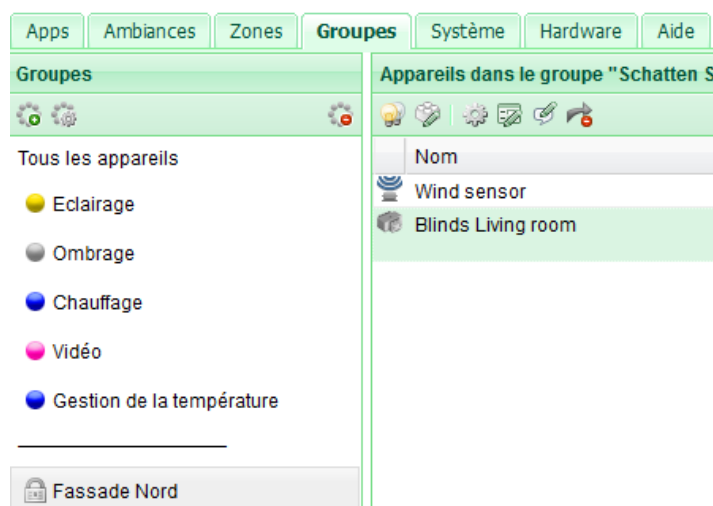 Apps Ambiances Zones Groupes Système Hardware Aide
Groupes
Tous les appareils
Eclairage
Ombrage
Chauffage
Vidéo
Gestion de la température
Fassade Nord
Appareils dans le groupe "Schatten S
Nom
Wind sensor
Blinds Living room